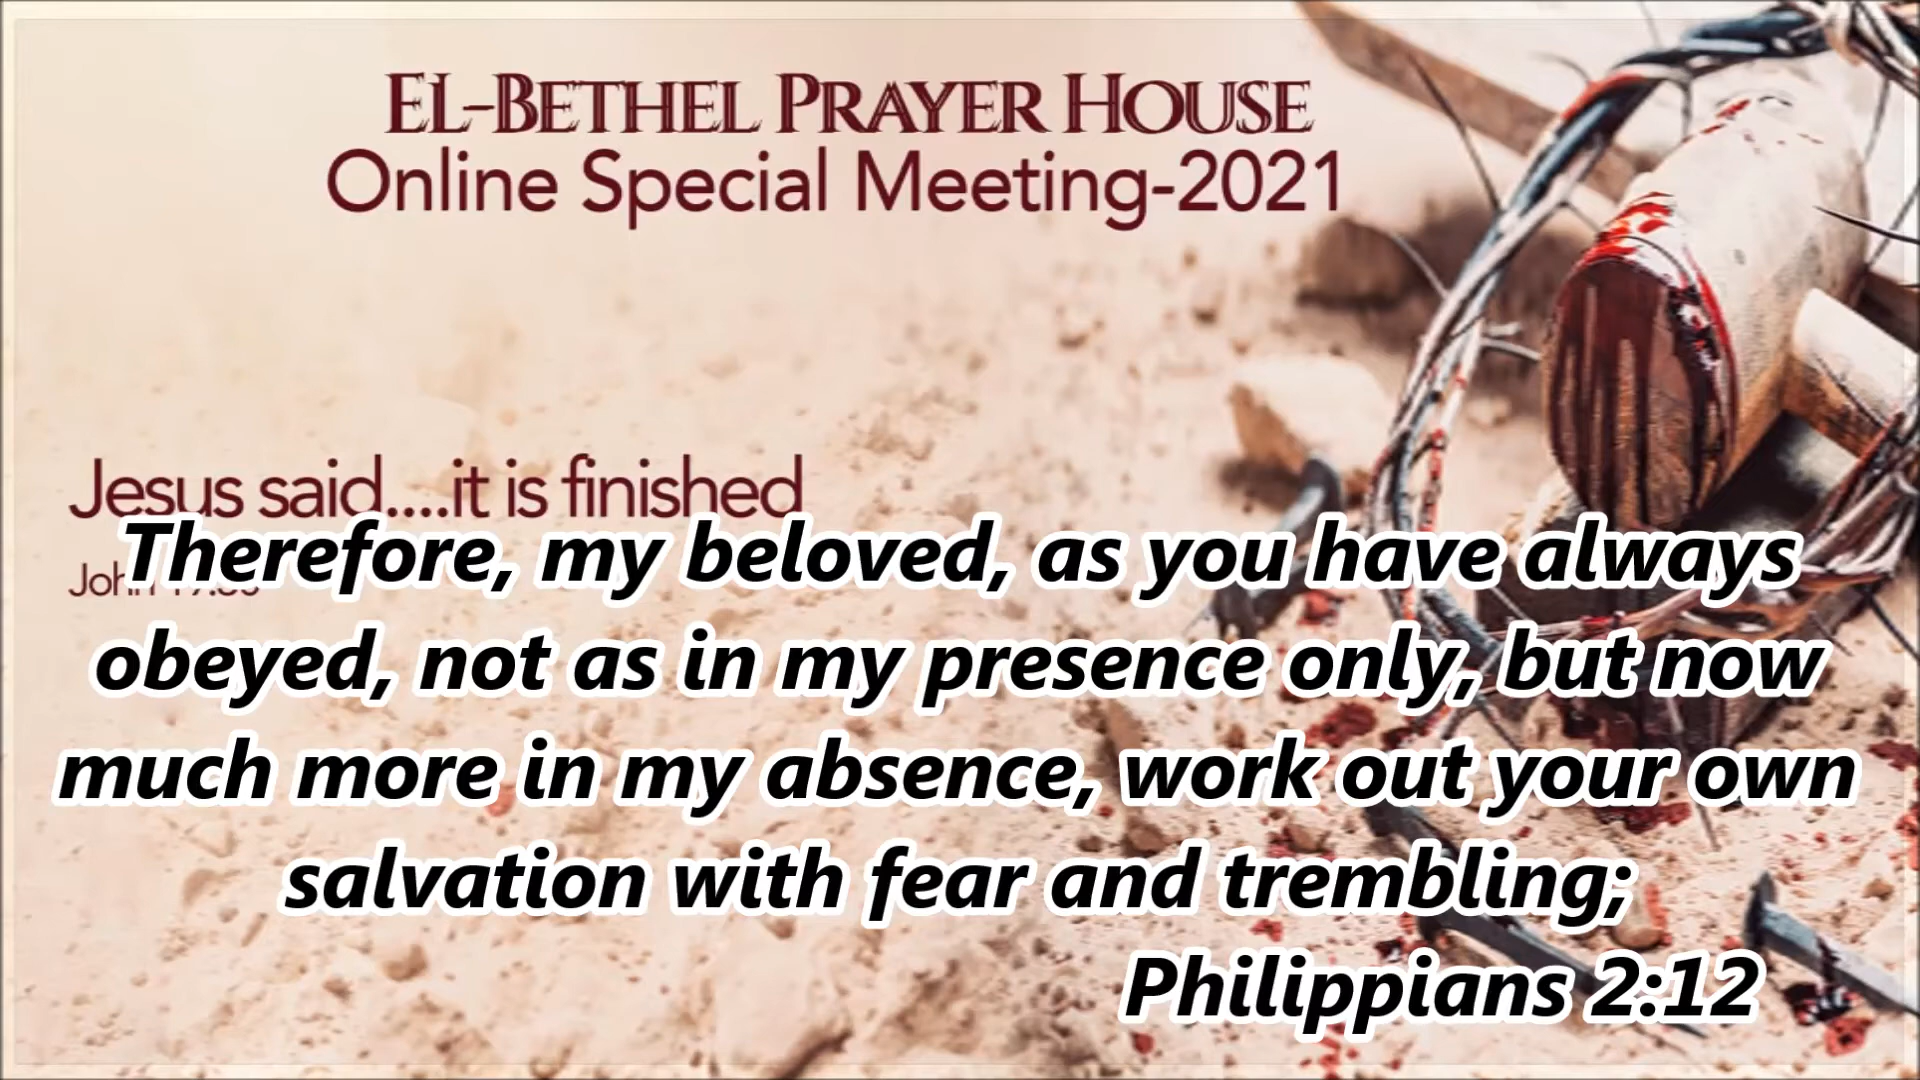 EL-BETHEL PRAYER HOUSE
Online Special Meeting-2021
Jesus said....it is finished
John
Therefore, my beloved, as you have always
obeyed, not as in my presence only, but now
much more in my absence, work out your own
salvation with fear and trembling;
Philippians 2:12